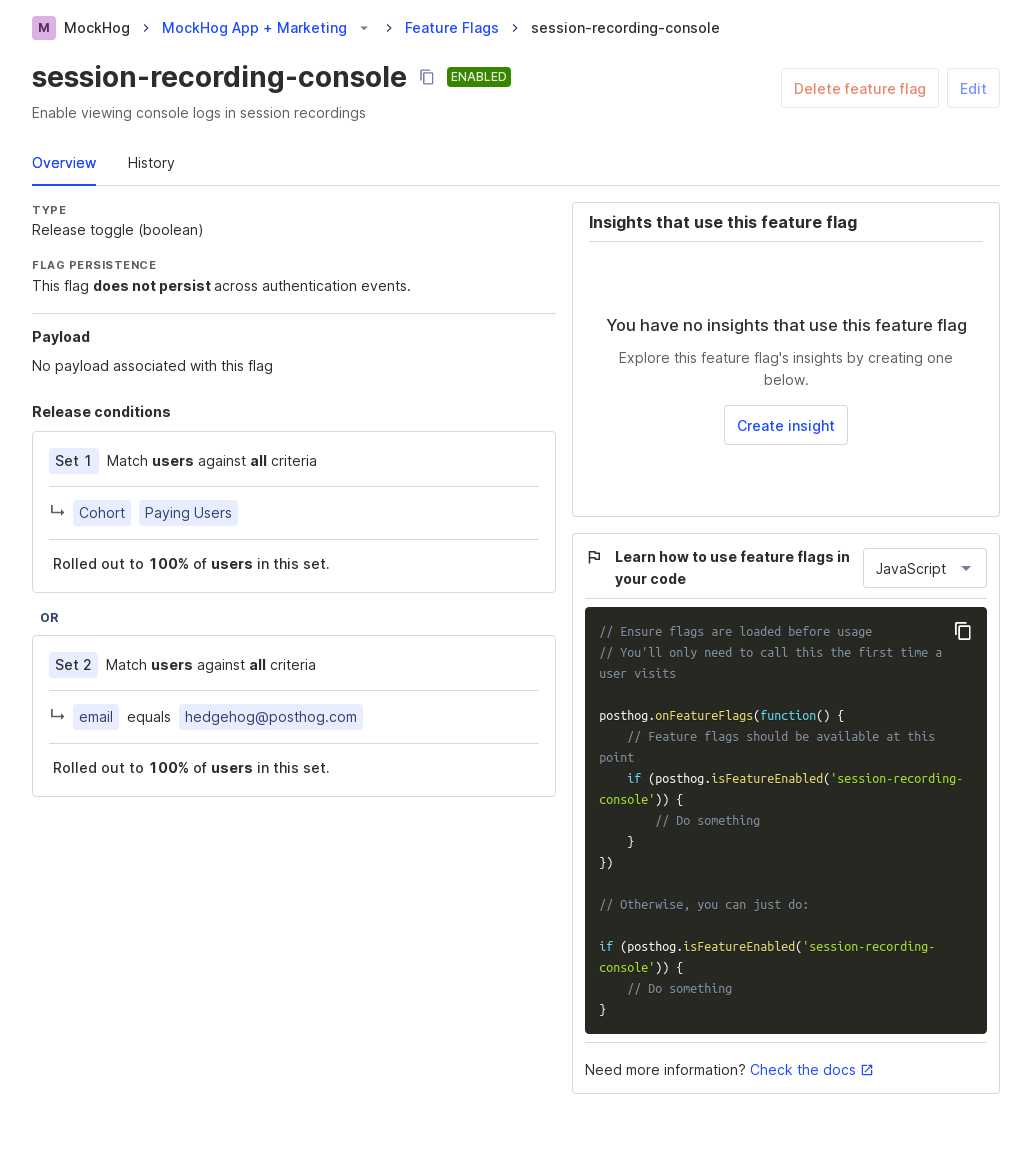 M MockHog MockHog App + Marketing Feature Flags session-recording-console
session-recording-console ENABLED
Enable viewing console logs in session recordings
Delete feature flag Edit
Overview History
TYPE
Release toggle (boolean)
FLAG PERSISTENCE
This flag does not persist across authentication events.
Payload
No payload associated with this flag
Release conditions
Set 1 Match users against all criteria
Cohort Paying Users
Rolled out to 100% of users in this set.
OR
Set 2 Match users against all criteria
email equals hedgehog@posthog.com
Rolled out to 100% of users in this set.
Insights that use this feature flag
You have no insights that use this feature flag
Explore this feature flag's insights by creating one
below.
Create insight
Learn how to use feature flags in
your code
JavaScript
// Ensure flags are loaded before usage
// You'll only need to call this the first time a
user visits
posthog.onFeatureFlags(function() {
// Feature flags should be available at this
point
if (posthog.isFeatureEnabled('session-recording-
console')) {
// Do something
}
})
// Otherwise, you can just do:
if (posthog.isFeatureEnabled('session-recording-
console')) {
// Do something
}
Need more information? Check the docs